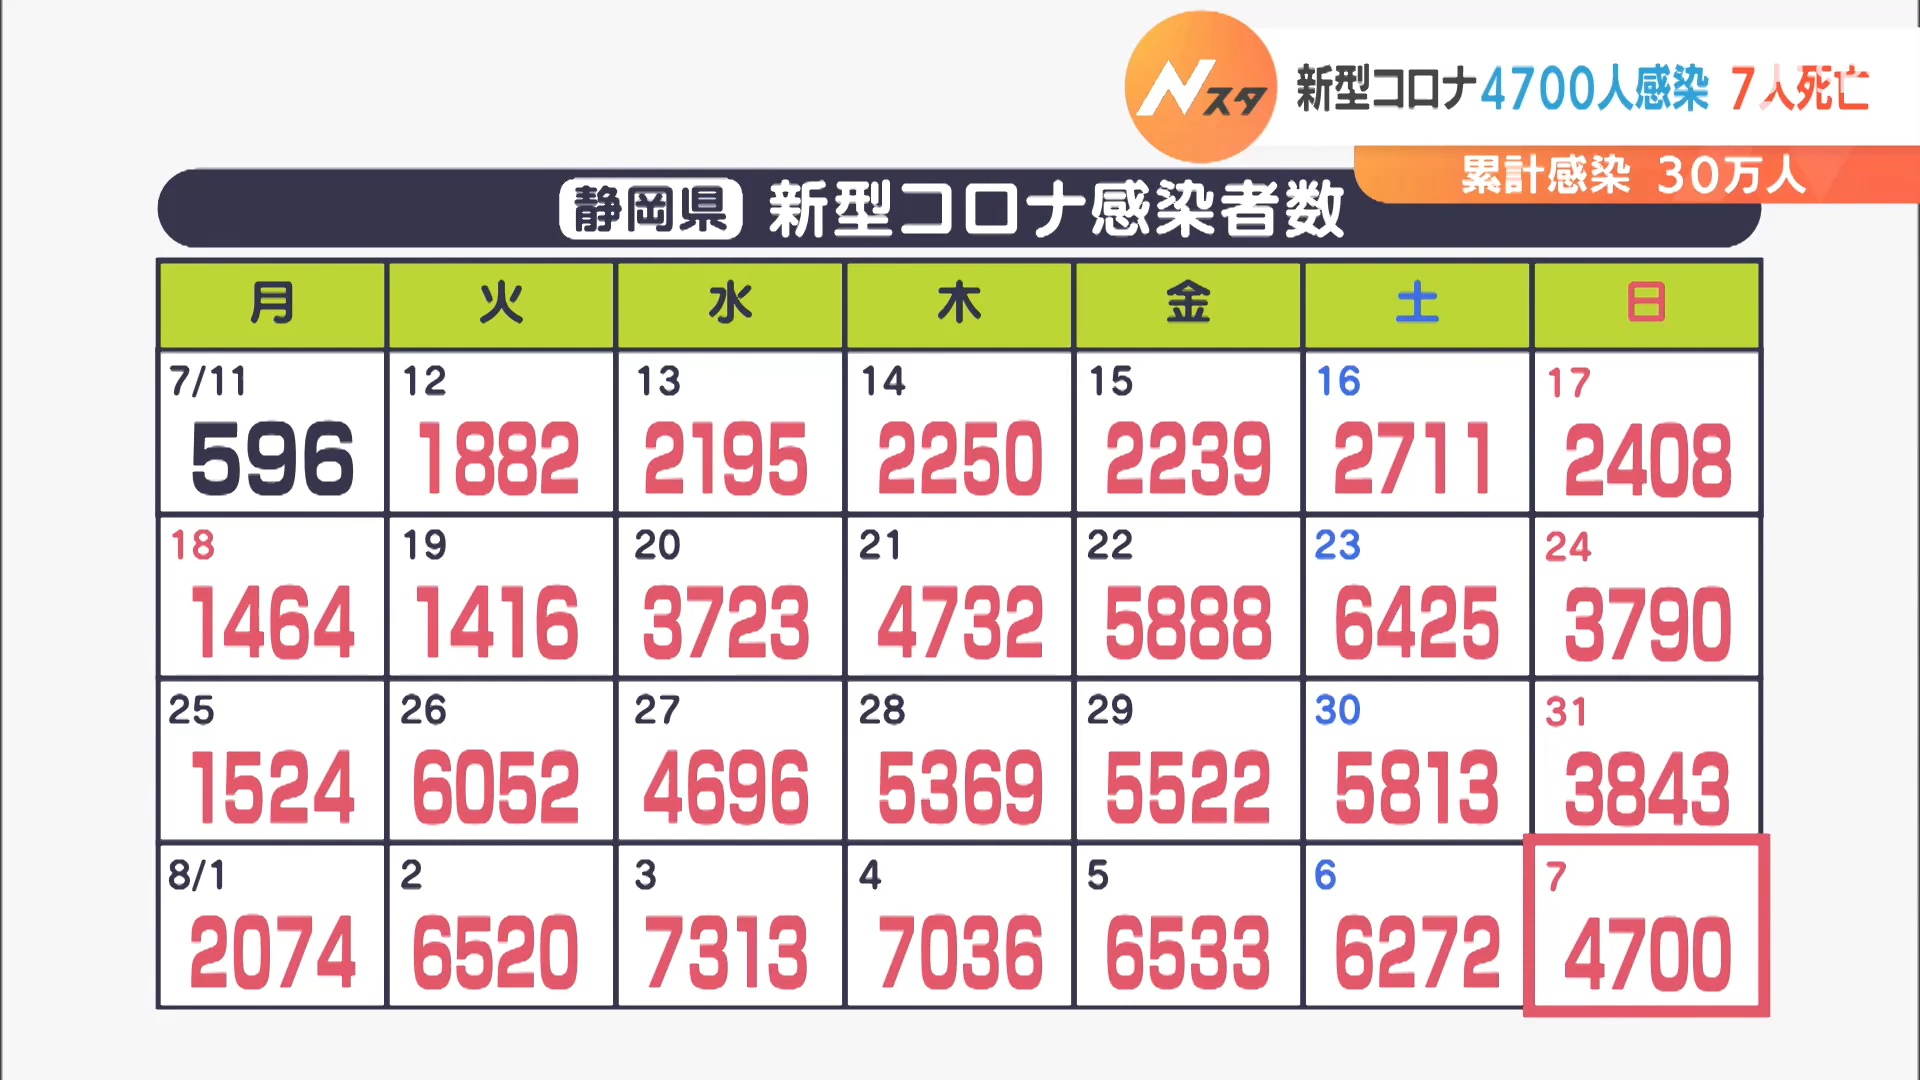 Nスタ
新型コロナ4700人感染 7人死亡
累計感染 30万人
静岡県 新型コロナ感染者数
月 火 水 木 金 土 日
7/11 12 13 14 15 16 17
596 1882 2195 2250 2239 2711 2408
18 19 20 21 22 23 24
1464 1416 3723 4732 5888 6425 3790
25 26 27 28 29 30 31
1524 6052 4696 5369 5522 5813 3843
8/1 2 3 4 5 6 7
2074 6520 7313 7036 6533 6272 4700